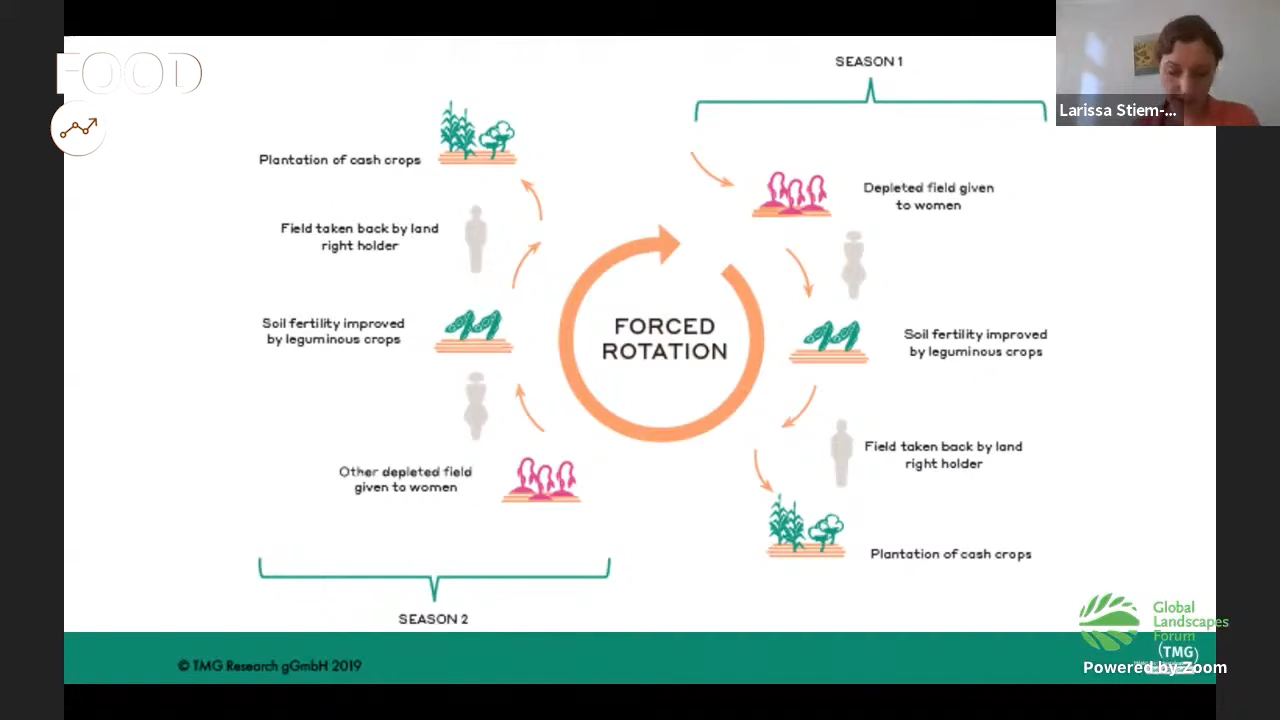 FOOD
SEASON 1
Larissa Stiem-...
Plantation of cash crops
Depleted field given
to women
Field taken back by land
right holder
FORCED
ROTATION
Soil fertility improved
by leguminous crops
Soil fertility improved
by leguminous crops
Other depleted field
given to women
Field taken back by land
right holder
Plantation of cash crops
SEASON 2
Global
Landscapes
Forum
(TMG)
© TMG Research gGmbH 2019
Powered by Zoom